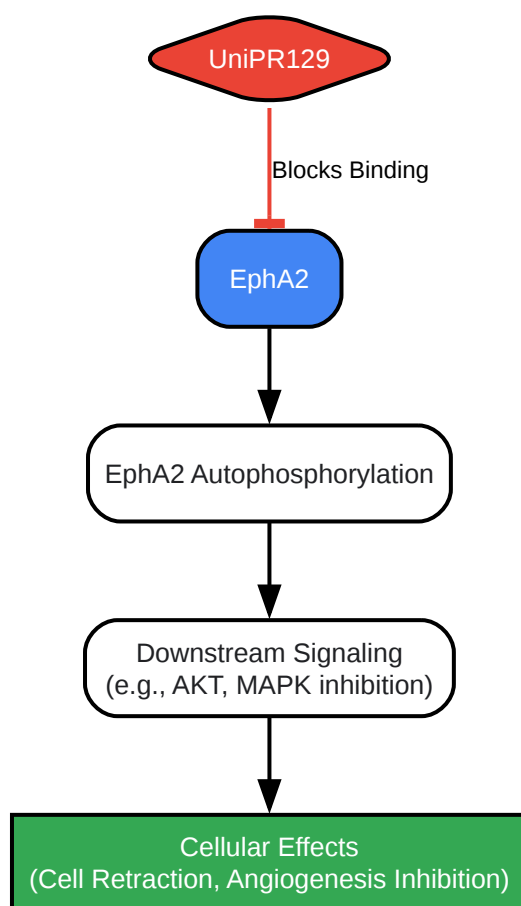 UniPR129
Blocks Binding
EphA2
EphA2 Autophosphorylation
Downstream Signaling
(e.g., AKT, MAPK inhibition)
Cellular Effects
(Cell Retraction, Angiogenesis Inhibition)